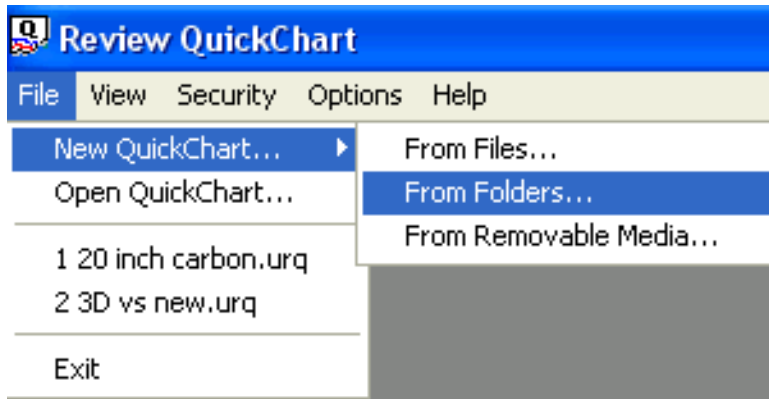 Q Review QuickChart
File View Security Options Help
New QuickChart...
Open QuickChart...
1 20 inch carbon.urq
2 3D vs new.urq
Exit
From Files...
From Folders...
From Removable Media...